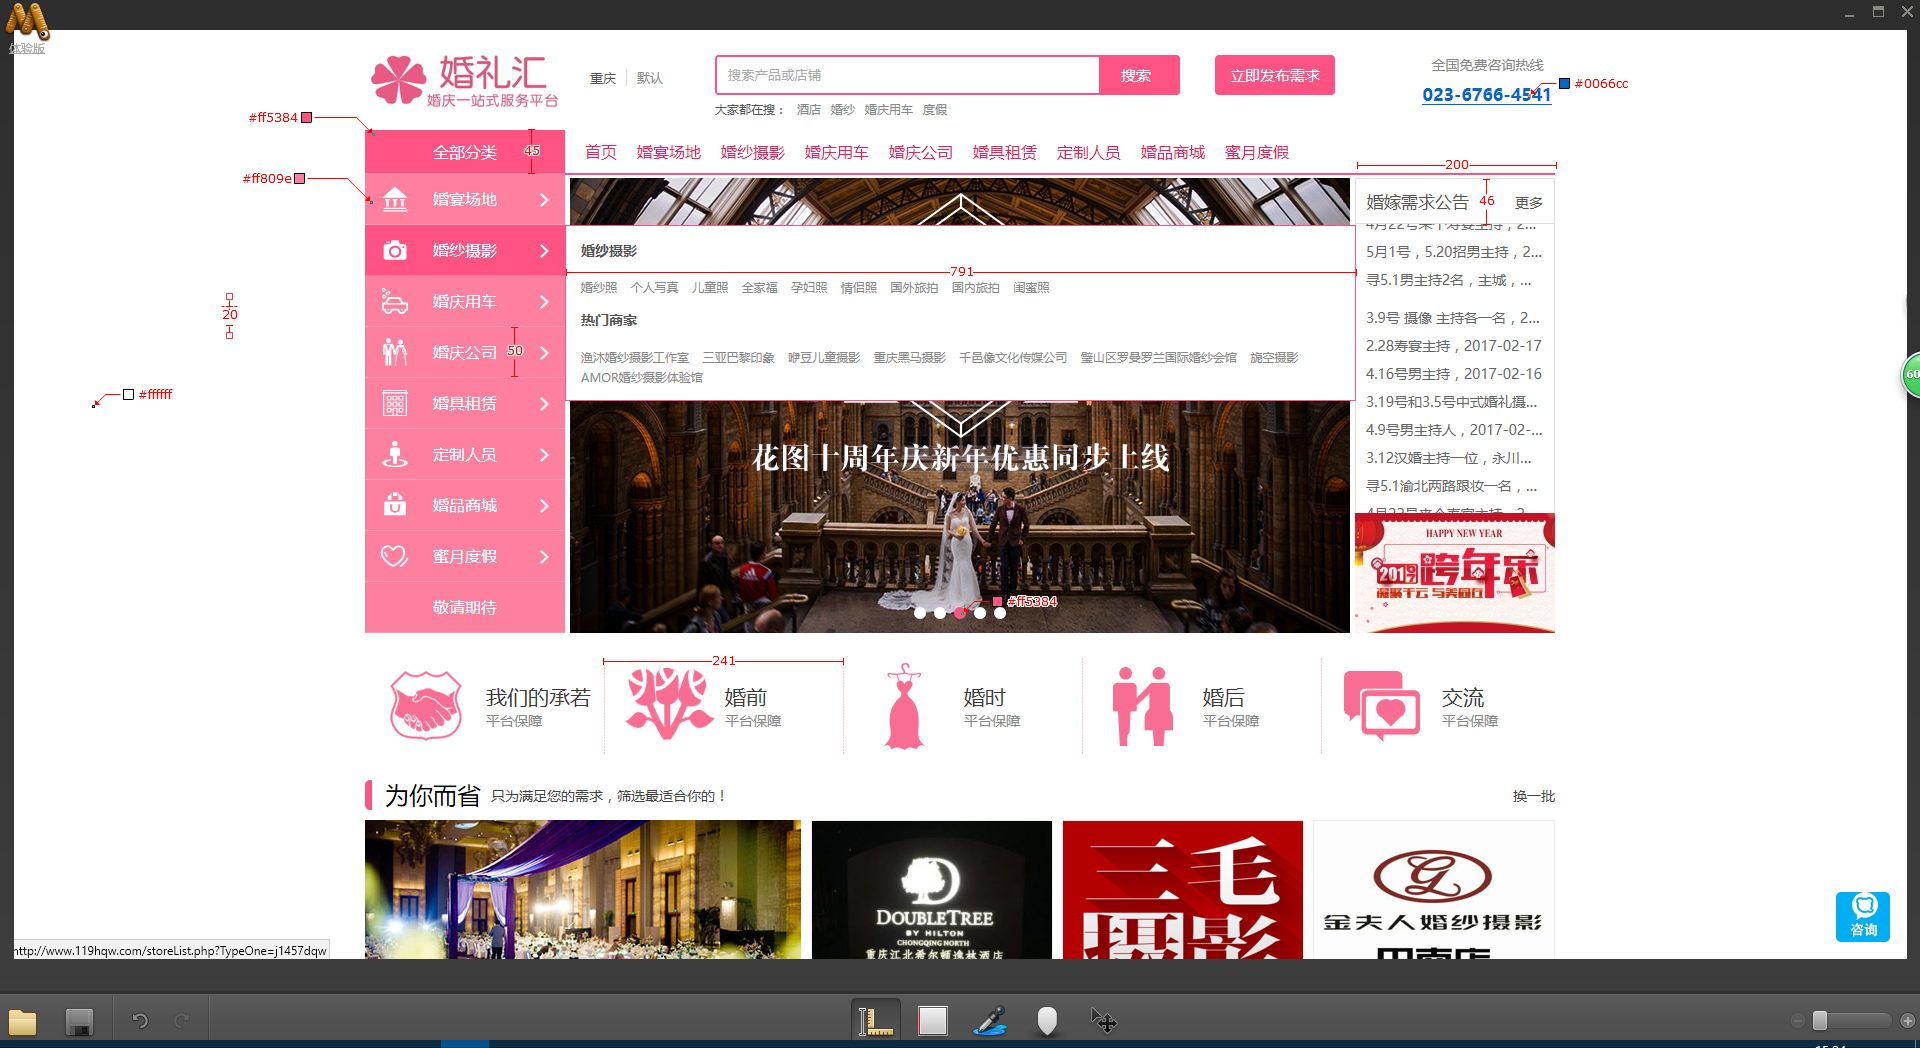 体验版
婚礼汇
婚庆一站式服务平台
重庆 默认
搜索产品或店铺
搜索
立即发布需求
全国免费咨询热线
023-6766-4541
#0066cc
大家都在搜： 酒店 婚纱 婚庆用车 度假
#ff5384
全部分类
45
首页 婚宴场地 婚纱摄影 婚庆用车 婚庆公司 婚具租赁 定制人员 婚品商城 蜜月度假
200
#ff809e
婚宴场地
婚纱摄影
婚庆用车
婚庆公司
50
婚具租赁
定制人员
婚品商城
蜜月度假
敬请期待
20
#ffffff
婚纱摄影
791
婚纱照 个人写真 儿童照 全家福 孕妇照 情侣照 国外旅拍 国内旅拍 闺蜜照
热门商家
渔沐婚纱摄影工作室 三亚巴黎印象 咿豆儿童摄影 重庆黑马摄影 千邑像文化传媒公司 璧山区罗曼罗兰国际婚纱会馆 旎空摄影
AMOR婚纱摄影体验馆
花图十周年庆新年优惠同步上线
#ff5384
婚嫁需求公告
46
更多
5月1号，5.20招男主持，2...
寻5.1男主持2名，主城，...
3.9号 摄像 主持各一名，2...
2.28寿宴主持，2017-02-17
4.16号男主持，2017-02-16
3.19号和3.5号中式婚礼摄...
4.9号男主持人，2017-02-...
3.12汉婚主持一位，永川...
寻5.1渝北两路跟妆一名，...
HAPPY NEW YEAR
跨年乐
241
我们的承若
平台保障
婚前
平台保障
婚时
平台保障
婚后
平台保障
交流
平台保障
为你而省 只为满足您的需求，筛选最适合你的！
换一批
DOUBLETREE
BY HILTON
CHONGQING NORTH
重庆江北希尔顿逸林酒店
三毛
摄影
金夫人婚纱摄影
咨询
60
http://www.119hqw.com/storeList.php?TypeOne=j1457dqw